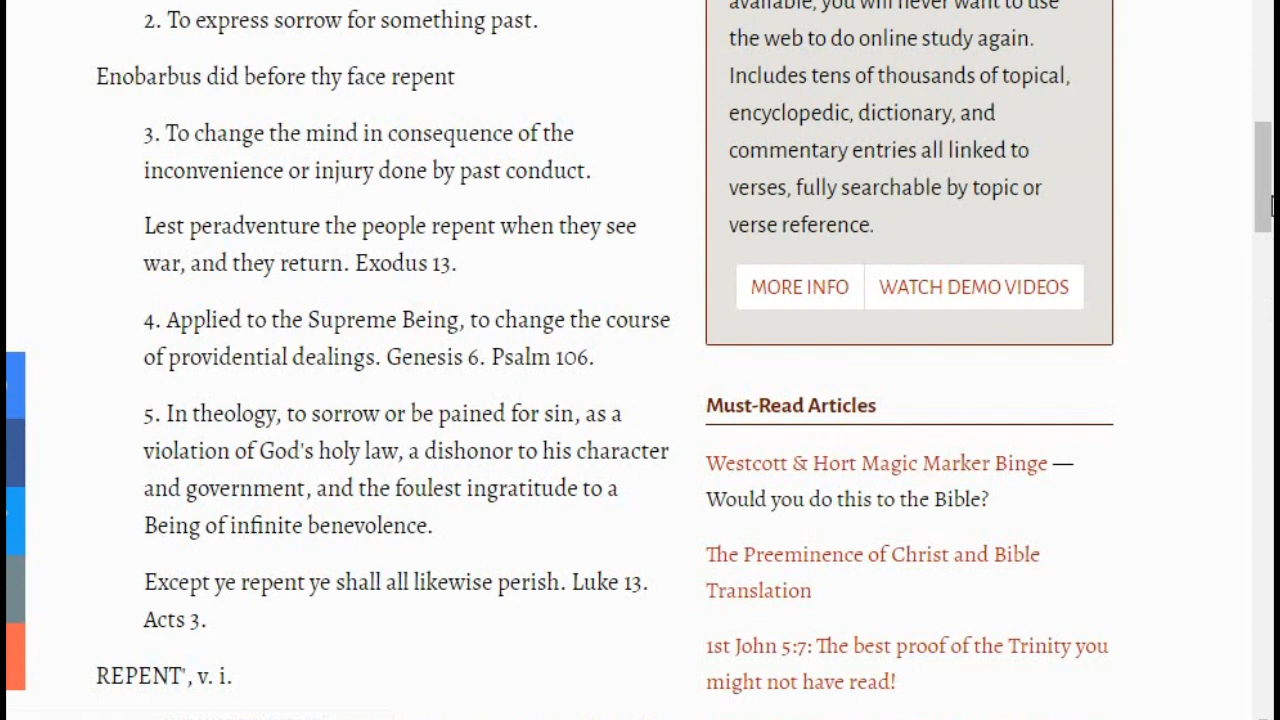 2. To express sorrow for something past.
Enobarbus did before thy face repent
3. To change the mind in consequence of the
inconvenience or injury done by past conduct.
Lest peradventure the people repent when they see
war, and they return. Exodus 13.
4. Applied to the Supreme Being, to change the course
of providential dealings. Genesis 6. Psalm 106.
5. In theology, to sorrow or be pained for sin, as a
violation of God's holy law, a dishonor to his character
and government, and the foulest ingratitude to a
Being of infinite benevolence.
Except ye repent ye shall all likewise perish. Luke 13.
Acts 3.
REPENT', v. i.
available, you will never want to use
the web to do online study again.
Includes tens of thousands of topical,
encyclopedic, dictionary, and
commentary entries all linked to
verses, fully searchable by topic or
verse reference.
MORE INFO
WATCH DEMO VIDEOS
Must-Read Articles
Westcott & Hort Magic Marker Binge —
Would you do this to the Bible?
The Preeminence of Christ and Bible
Translation
1st John 5:7: The best proof of the Trinity you
might not have read!